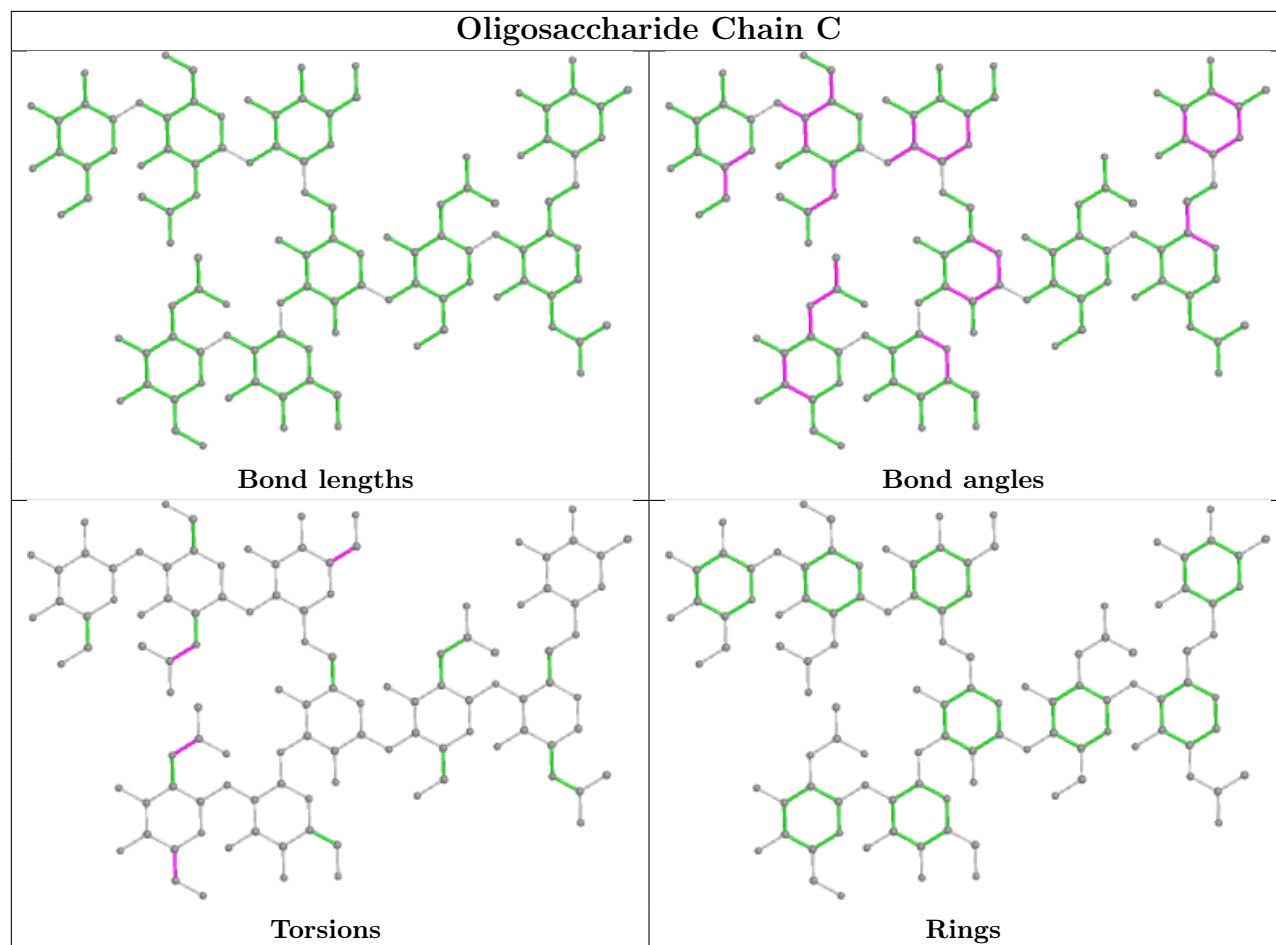 Oligosaccharide Chain C
Bond lengths
Bond angles
Torsions
Rings